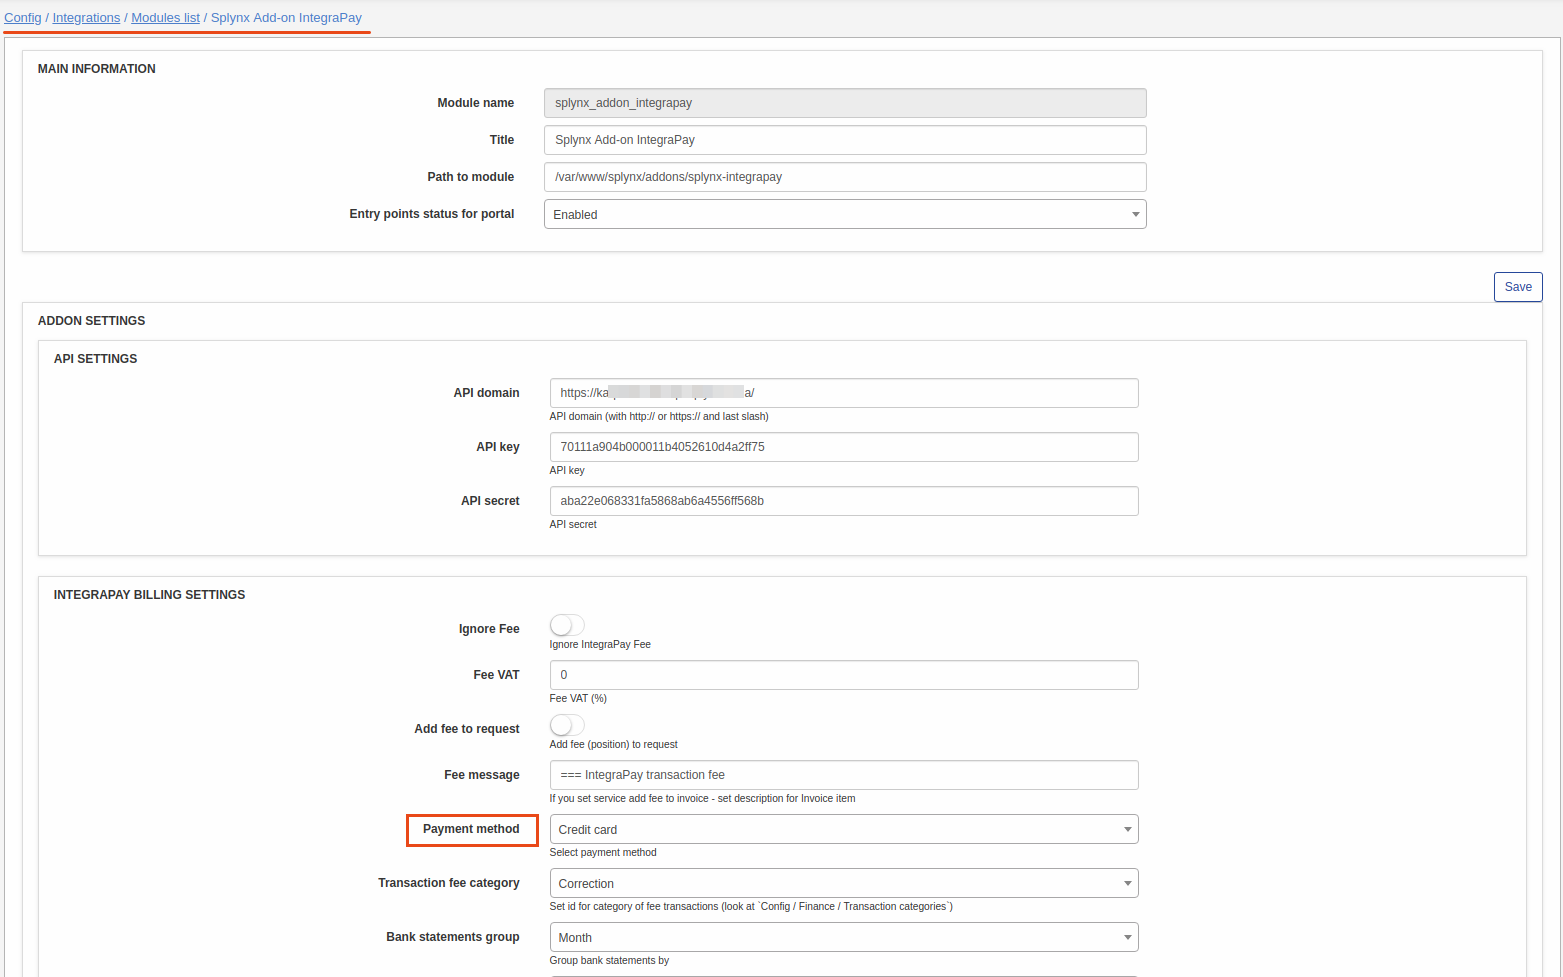 Config / Integrations / Modules list / Splynx Add-on IntegraPay
MAIN INFORMATION
Module name splynx_addon_integrapay
Title Splynx Add-on IntegraPay
Path to module /var/www/splynx/addons/splynx-integrapay
Entry points status for portal Enabled
Save
ADDON SETTINGS
API SETTINGS
API domain https://ka a/
API domain (with http:// or https:// and last slash)
API key 70111a904b000011b4052610d4a2ff75
API key
API secret aba22e068331fa5868ab6a4556ff568b
API secret
INTEGRAPAY BILLING SETTINGS
Ignore Fee
Ignore IntegraPay Fee
Fee VAT 0
Fee VAT (%)
Add fee to request
Add fee (position) to request
Fee message === IntegraPay transaction fee
If you set service add fee to invoice - set description for Invoice item
Payment method Credit card
Select payment method
Transaction fee category Correction
Set id for category of fee transactions (look at `Config / Finance / Transaction categories`)
Bank statements group Month
Group bank statements by